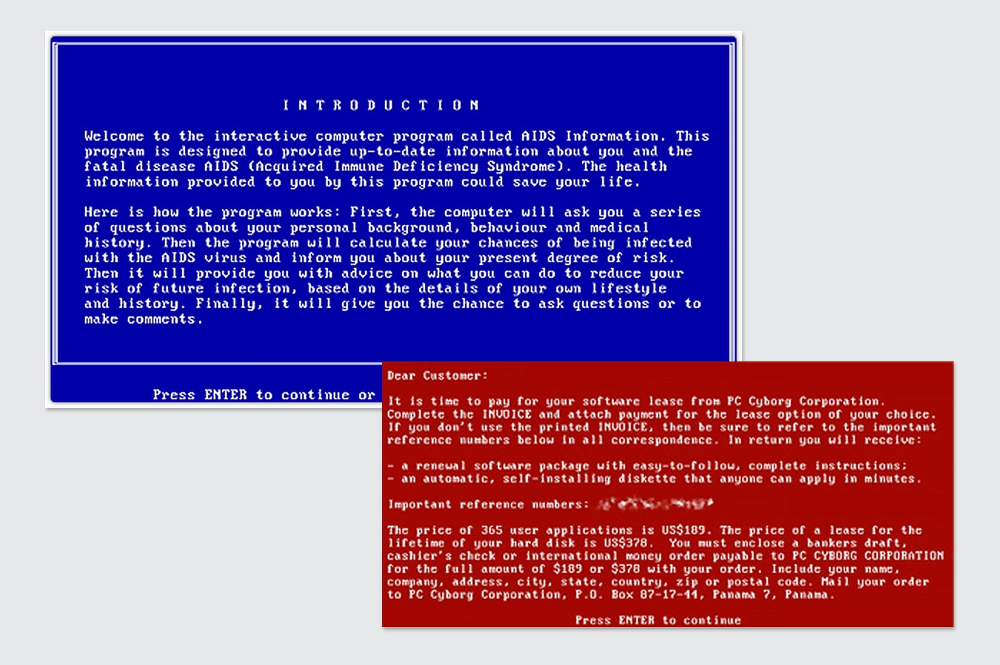 INTRODUCTION
Welcome to the interactive computer program called AIDS Information. This
program is designed to provide up-to-date information about you and the
fatal disease AIDS (Acquired Immune Deficiency Syndrome). The health
information provided to you by this program could save your life.
Here is how the program works: First, the computer will ask you a series
of questions about your personal background, behaviour and medical
history. Then the program will calculate your chances of being infected
with the AIDS virus and inform you about your present degree of risk.
Then it will provide you with advice on what you can do to reduce your
risk of future infection, based on the details of your own lifestyle
and history. Finally, it will give you the chance to ask questions or to
make comments.
Press ENTER to continue or
Dear Customer:
It is time to pay for your software lease from PC Cyborg Corporation.
Complete the INVOICE and attach payment for the lease option of your choice.
If you don't use the printed INVOICE, then be sure to refer to the important
reference numbers below in all correspondence. In return you will receive:
- a renewal software package with easy-to-follow, complete instructions;
- an automatic, self-installing diskette that anyone can apply in minutes.
Important reference numbers:
The price of 365 user applications is US$189. The price of a lease for the
lifetime of your hard disk is US$378. You must enclose a bankers draft,
cashier's check or international money order payable to PC CYBORG CORPORATION
for the full amount of $189 or $378 with your order. Include your name,
company, address, city, state, country, zip or postal code. Mail your order
to PC Cyborg Corporation, P.O. Box 87-17-44, Panama 7, Panama.
Press ENTER to continue